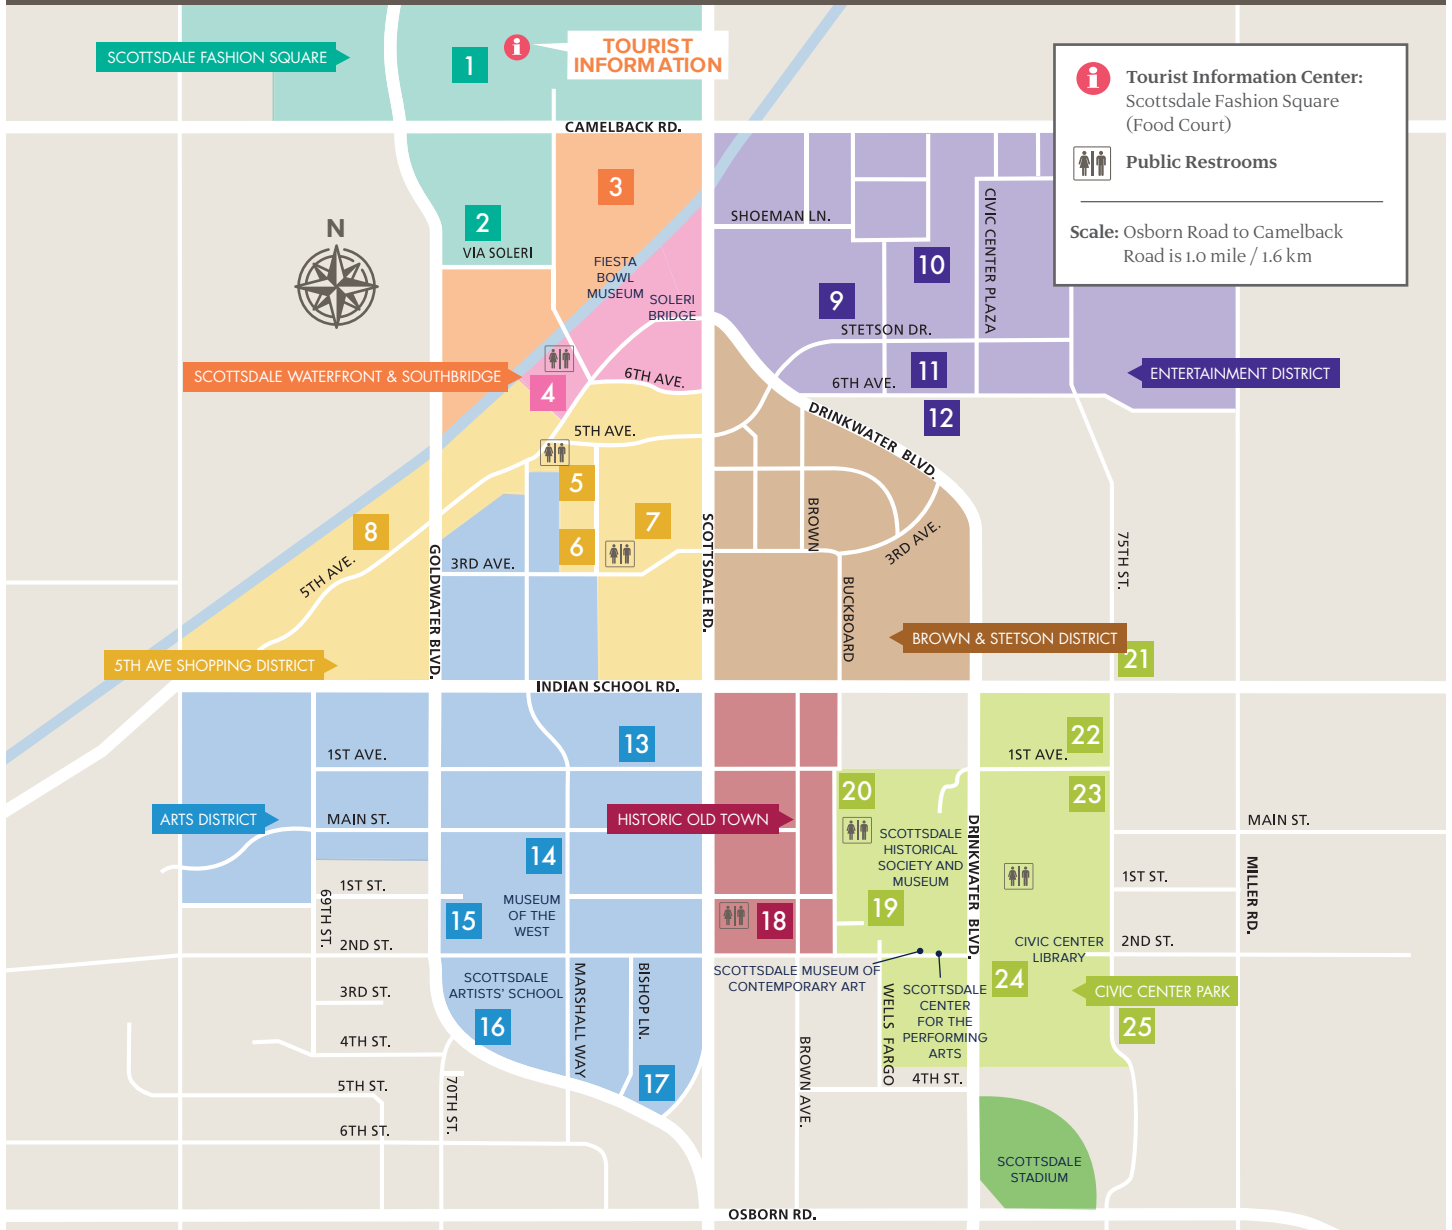 SCOTTSDALE FASHION SQUARE
1
i
TOURIST
INFORMATION
i
Tourist Information Center:
Scottsdale Fashion Square
(Food Court)
Public Restrooms
Scale: Osborn Road to Camelback
Road is 1.0 mile / 1.6 km
CAMELBACK RD.
3
2
VIA SOLERI
N
FIESTA
BOWL
MUSEUM
SOLERI
BRIDGE
SHOEMAN LN.
CIVIC CENTER PLAZA
10
9
STETSON DR.
11
6TH AVE.
12
ENTERTAINMENT DISTRICT
SCOTTSDALE WATERFRONT & SOUTHBRIDGE
4
6TH AVE.
5TH AVE.
DRINKWATER BLVD.
5
7
6
8
5TH AVE.
3RD AVE.
GOLDWATER BLVD.
SCOTTSDALE RD.
BROWN
3RD AVE.
BUCKBOARD
75TH ST.
BROWN & STETSON DISTRICT
21
5TH AVE SHOPPING DISTRICT
INDIAN SCHOOL RD.
13
1ST AVE.
1ST AVE.
22
23
20
ARTS DISTRICT
MAIN ST.
HISTORIC OLD TOWN
MAIN ST.
SCOTTSDALE
HISTORICAL
SOCIETY AND
MUSEUM
DRINKWATER BLVD.
14
1ST ST.
69TH ST.
MUSEUM
OF THE
WEST
15
18
19
1ST ST.
MILLER RD.
2ND ST.
CIVIC CENTER
LIBRARY
2ND ST.
SCOTTSDALE MUSEUM OF
CONTEMPORARY ART
SCOTTSDALE
CENTER
FOR THE
PERFORMING
ARTS
24
CIVIC CENTER PARK
25
SCOTTSDALE
ARTISTS' SCHOOL
3RD ST.
MARSHALL WAY
BISHOP LN.
WELLS FARGO
16
4TH ST.
17
4TH ST.
5TH ST.
70TH ST.
BROWN AVE.
6TH ST.
SCOTTSDALE
STADIUM
OSBORN RD.